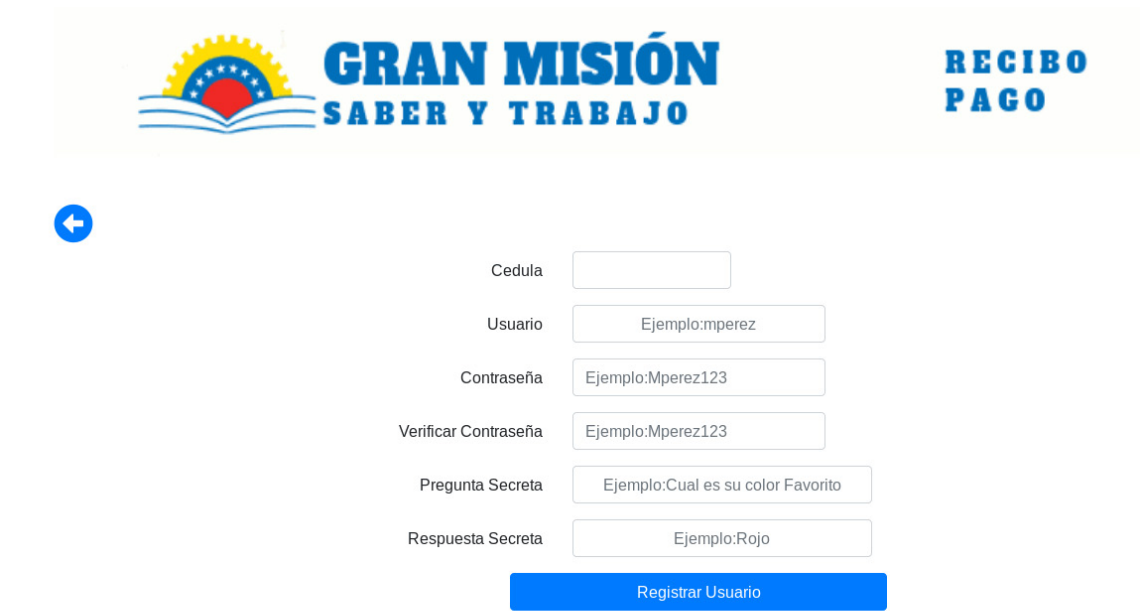 GRAN MISIÓN
SABER Y TRABAJO
RECIBO
PAGO
Cedula
Usuario
Ejemplo:mperez
Contraseña
Ejemplo:Mperez123
Verificar Contraseña
Ejemplo:Mperez123
Pregunta Secreta
Ejemplo:Cual es su color Favorito
Respuesta Secreta
Ejemplo:Rojo
Registrar Usuario